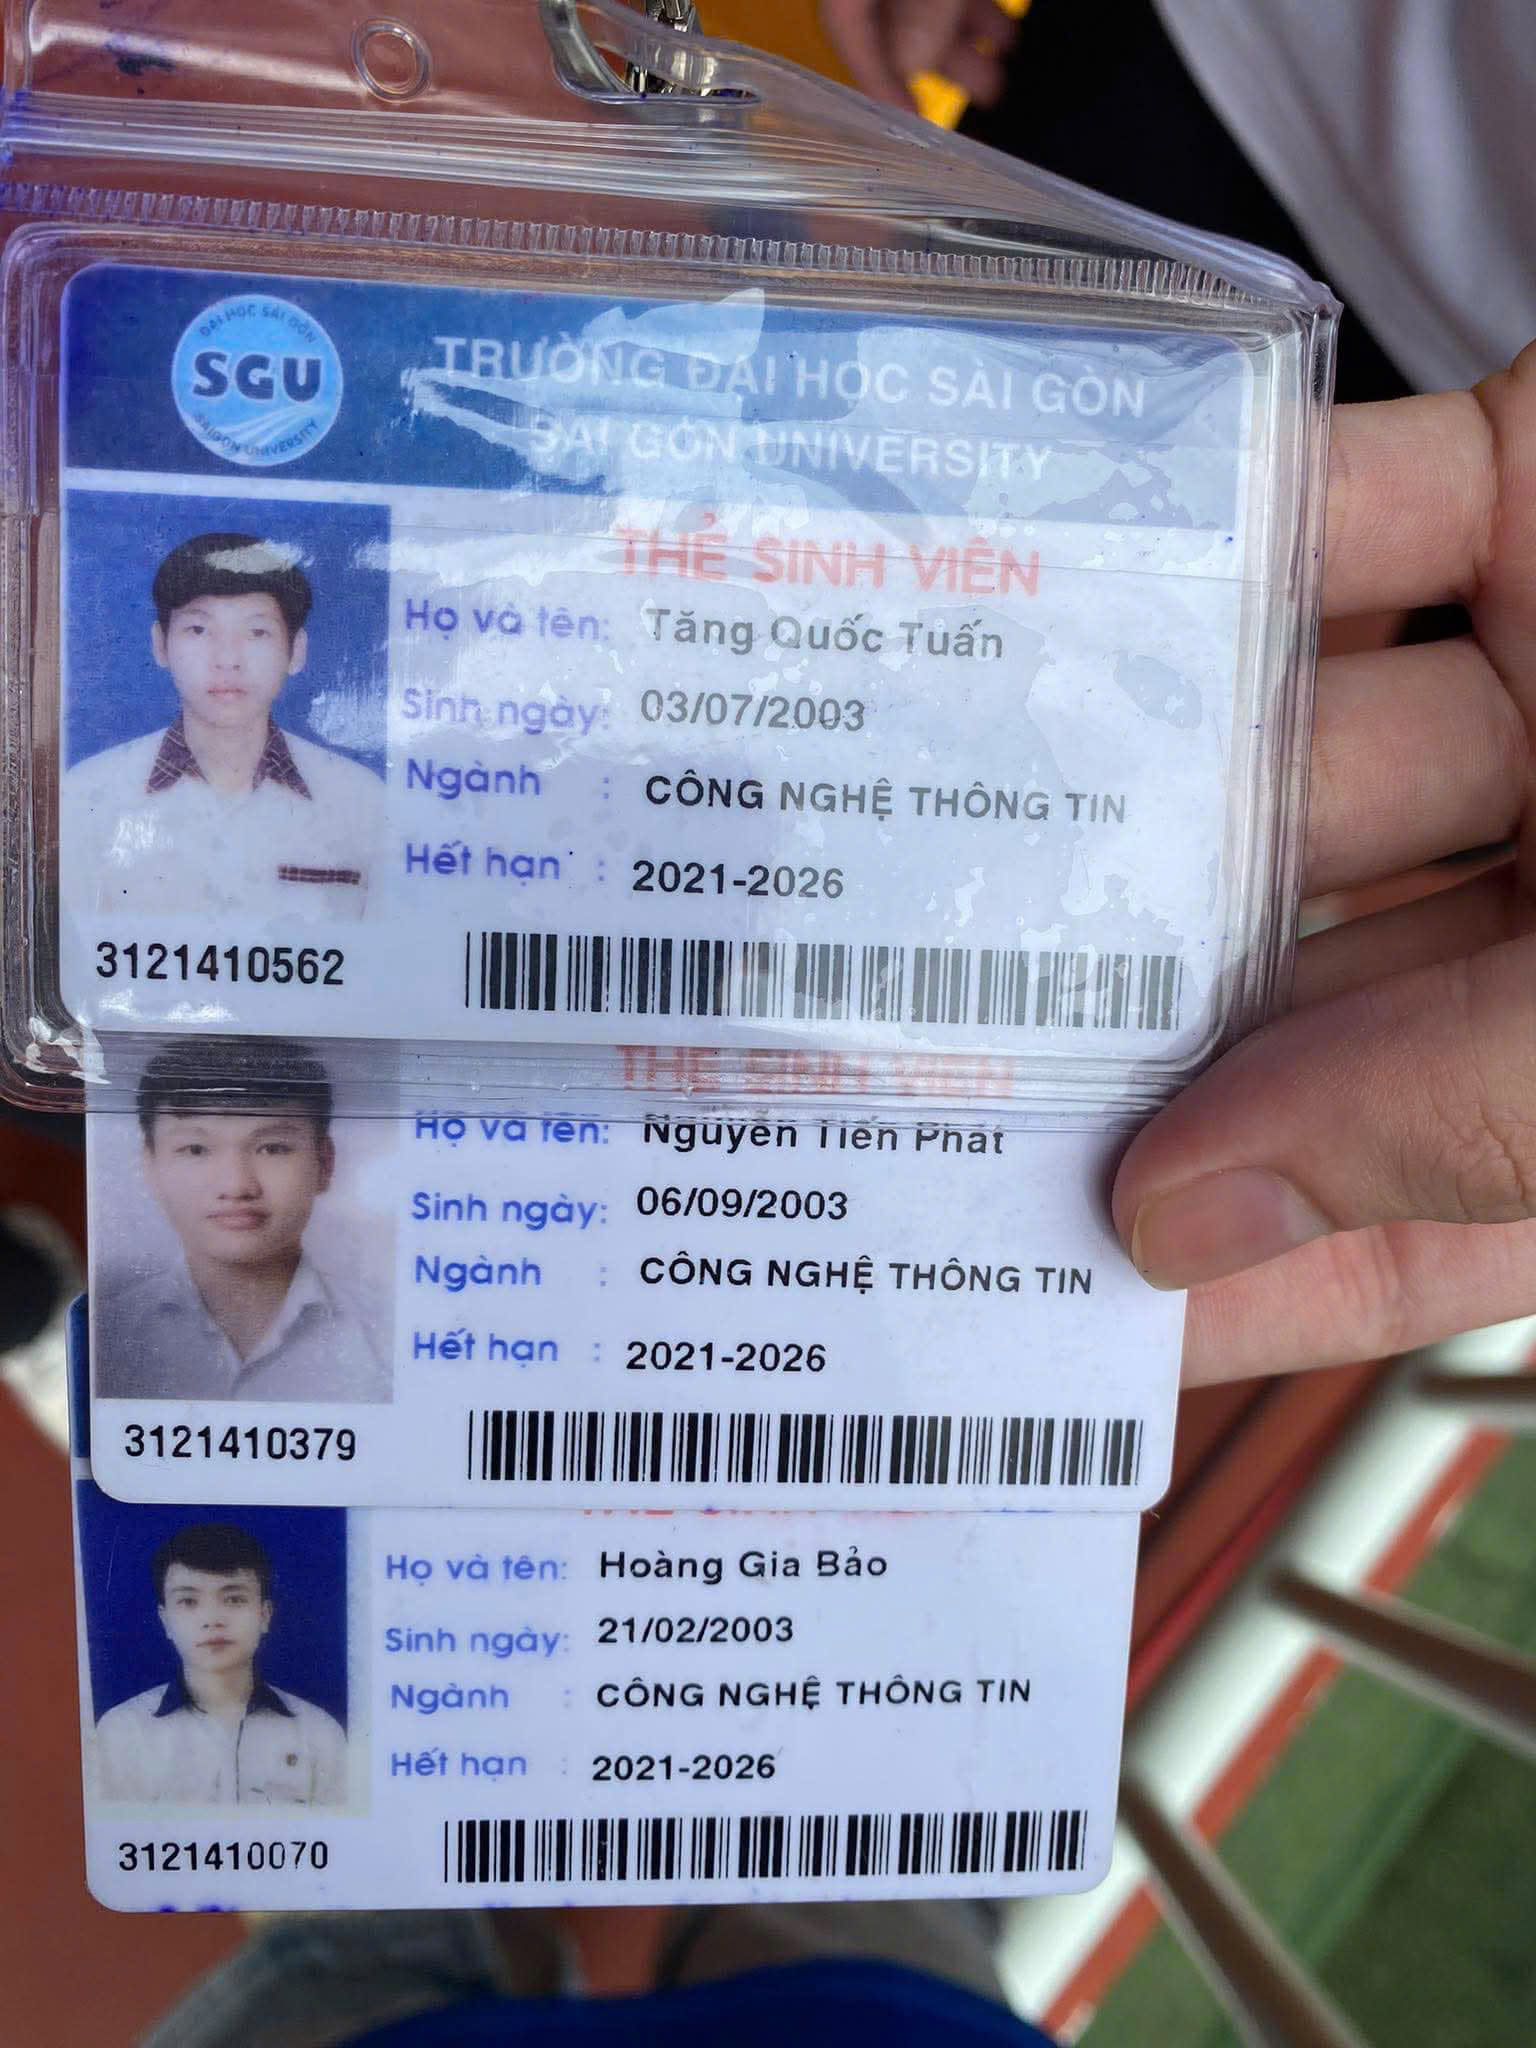 ĐẠI HỌC SÀI GÒN
SGU
SAIGON UNIVERSITY
TRƯỜNG ĐẠI HỌC SÀI GÒN
SAI GON UNIVERSITY
THẺ SINH VIÊN
Họ và tên: Tăng Quốc Tuấn
Sinh ngày: 03/07/2003
Ngành : CÔNG NGHỆ THÔNG TIN
Hết hạn : 2021-2026
3121410562
THẺ SINH VIÊN
Họ và tên: Nguyễn Tiến Phát
Sinh ngày: 06/09/2003
Ngành : CÔNG NGHỆ THÔNG TIN
Hết hạn : 2021-2026
3121410379
Họ và tên: Hoàng Gia Bảo
Sinh ngày: 21/02/2003
Ngành : CÔNG NGHỆ THÔNG TIN
Hết hạn : 2021-2026
3121410070